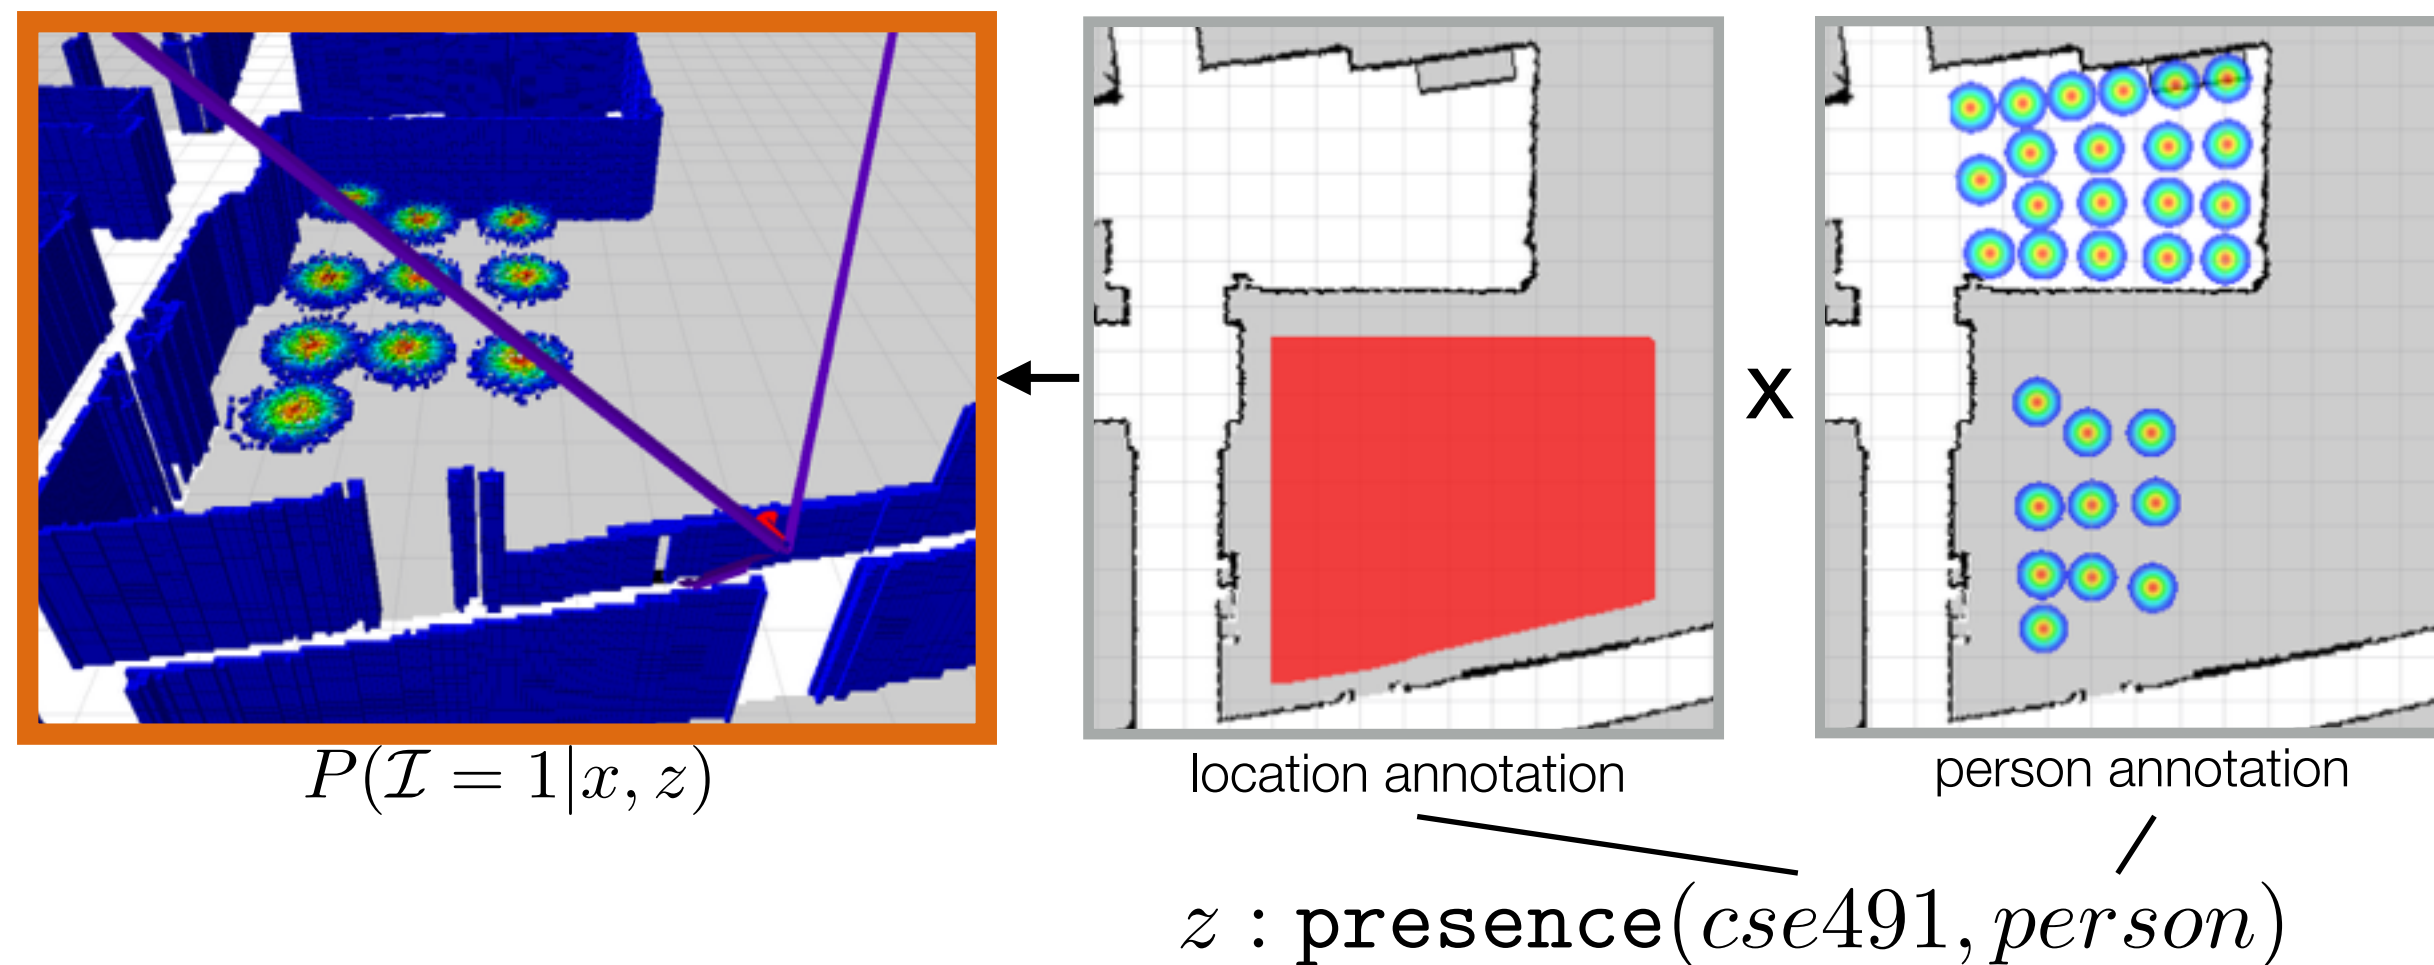 x
P(𝓘 = 1|x, z)
location annotation
person annotation
z : presence(cse491, person)